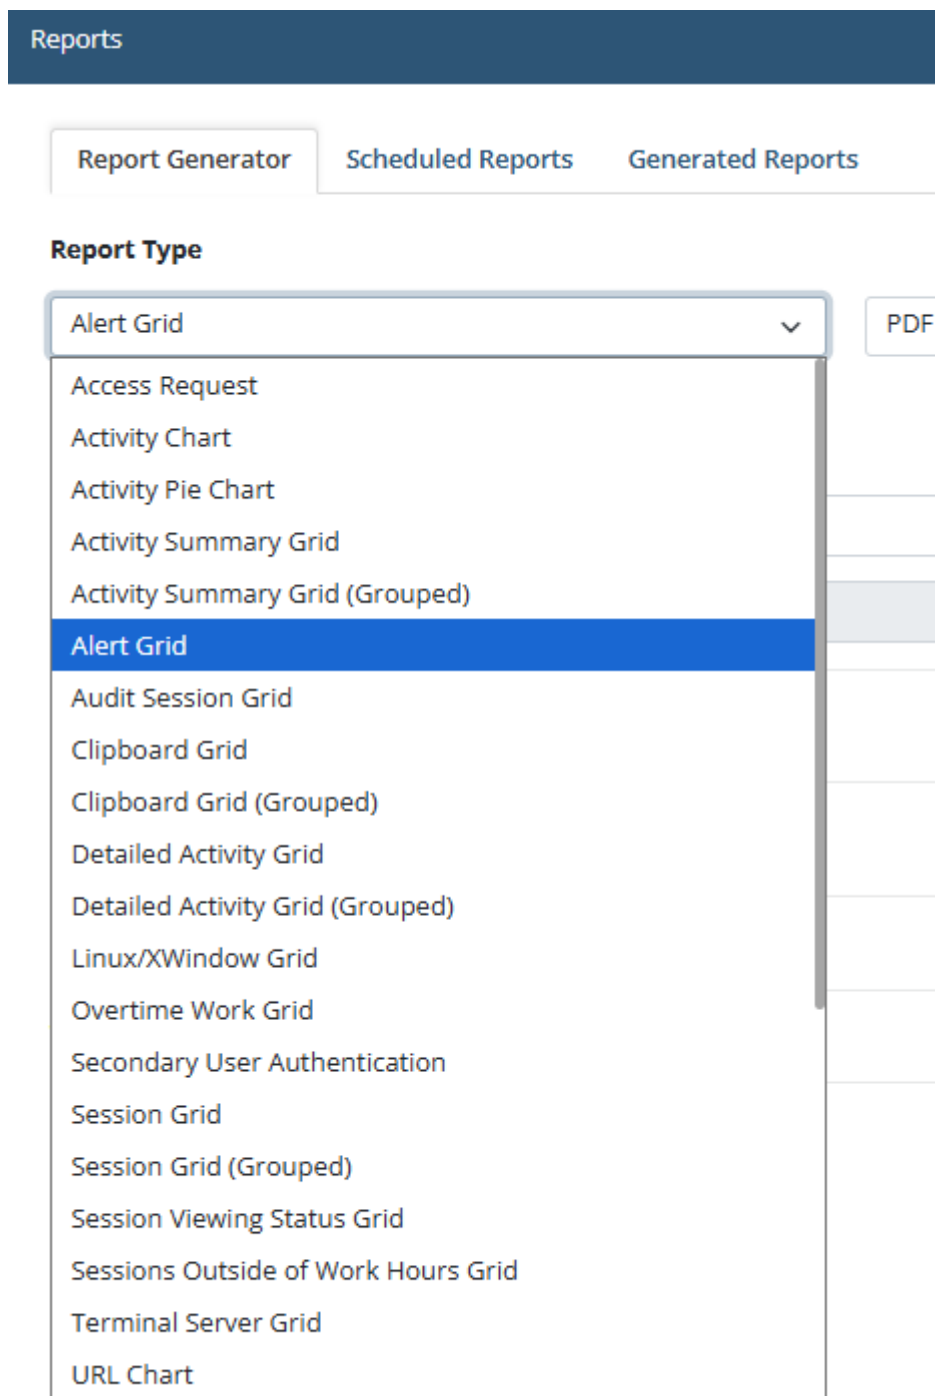 Reports
Report Generator Scheduled Reports Generated Reports
Report Type
Alert Grid PDF
Access Request
Activity Chart
Activity Pie Chart
Activity Summary Grid
Activity Summary Grid (Grouped)
Alert Grid
Audit Session Grid
Clipboard Grid
Clipboard Grid (Grouped)
Detailed Activity Grid
Detailed Activity Grid (Grouped)
Linux/XWindow Grid
Overtime Work Grid
Secondary User Authentication
Session Grid
Session Grid (Grouped)
Session Viewing Status Grid
Sessions Outside of Work Hours Grid
Terminal Server Grid
URL Chart